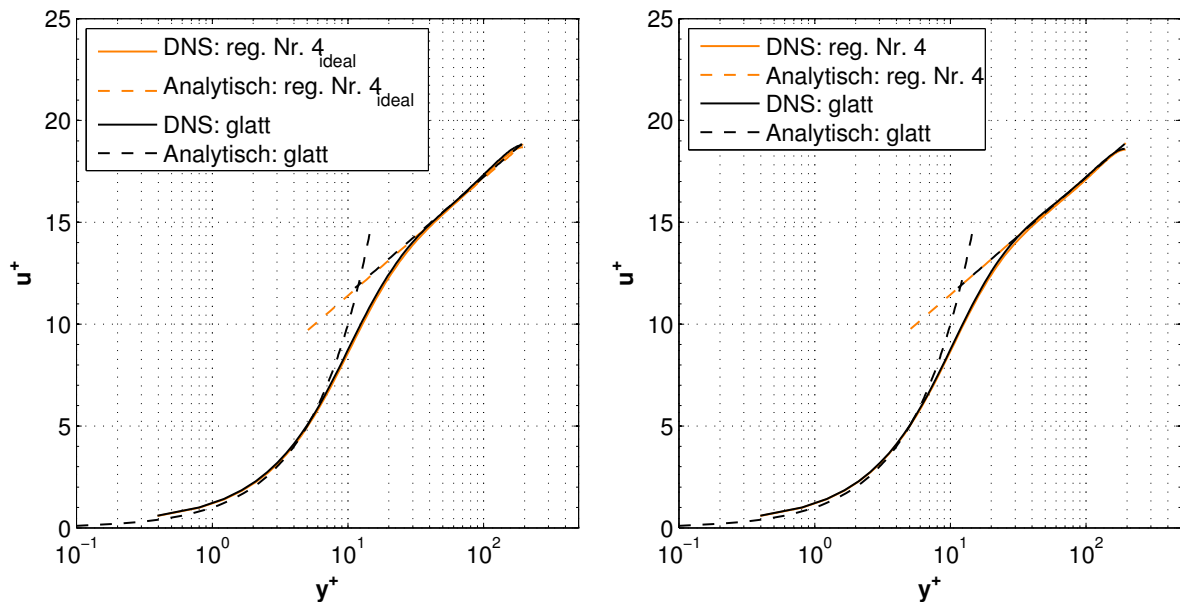 25
20
15
10
5
0
u+
DNS: reg. Nr. 4ideal
Analytisch: reg. Nr. 4ideal
DNS: glatt
Analytisch: glatt
10−1 100 101 102
y+
25
20
15
10
5
0
u+
DNS: reg. Nr. 4
Analytisch: reg. Nr. 4
DNS: glatt
Analytisch: glatt
10−1 100 101 102
y+